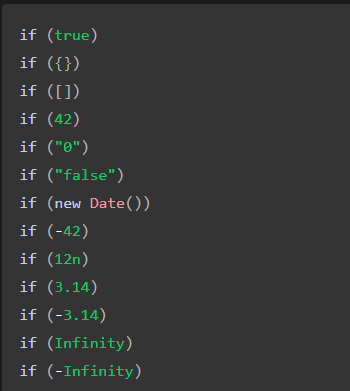 if (true)
if ({})
if ([])
if (42)
if ("0")
if ("false")
if (new Date())
if (-42)
if (12n)
if (3.14)
if (-3.14)
if (Infinity)
if (-Infinity)